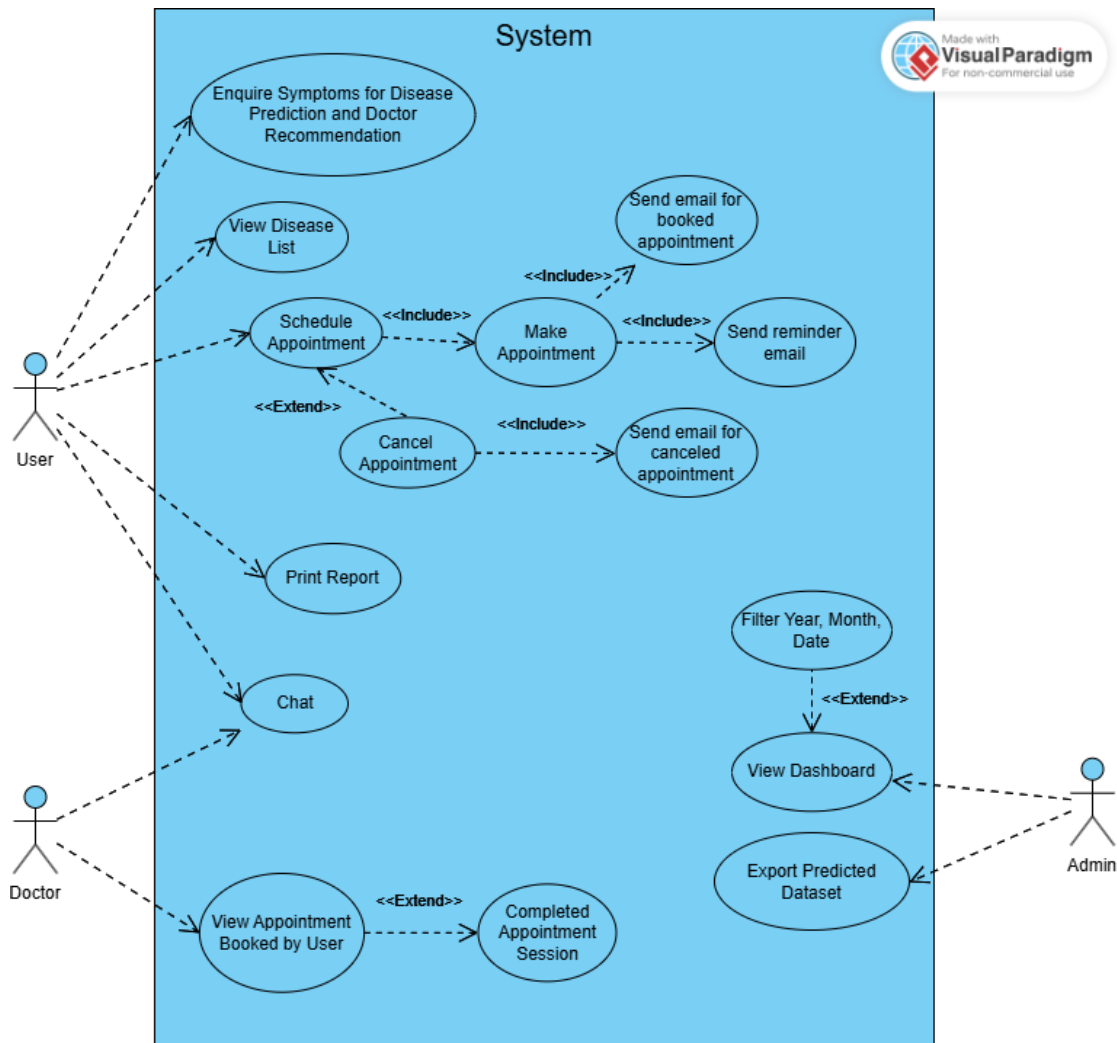 System
Made with
Visual Paradigm
For non-commercial use
Enquire Symptoms for Disease
Prediction and Doctor
Recommendation
Send email for
booked
appointment
View Disease
List
<<Include>>
Schedule
Appointment
<<Include>>
Make
Appointment
<<Include>>
Send reminder
email
User
<<Extend>>
Cancel
Appointment
<<Include>>
Send email for
canceled
appointment
Print Report
Filter Year, Month,
Date
<<Extend>>
Chat
View Dashboard
Doctor
Admin
Export Predicted
Dataset
View Appointment
Booked by User
<<Extend>>
Completed
Appointment
Session